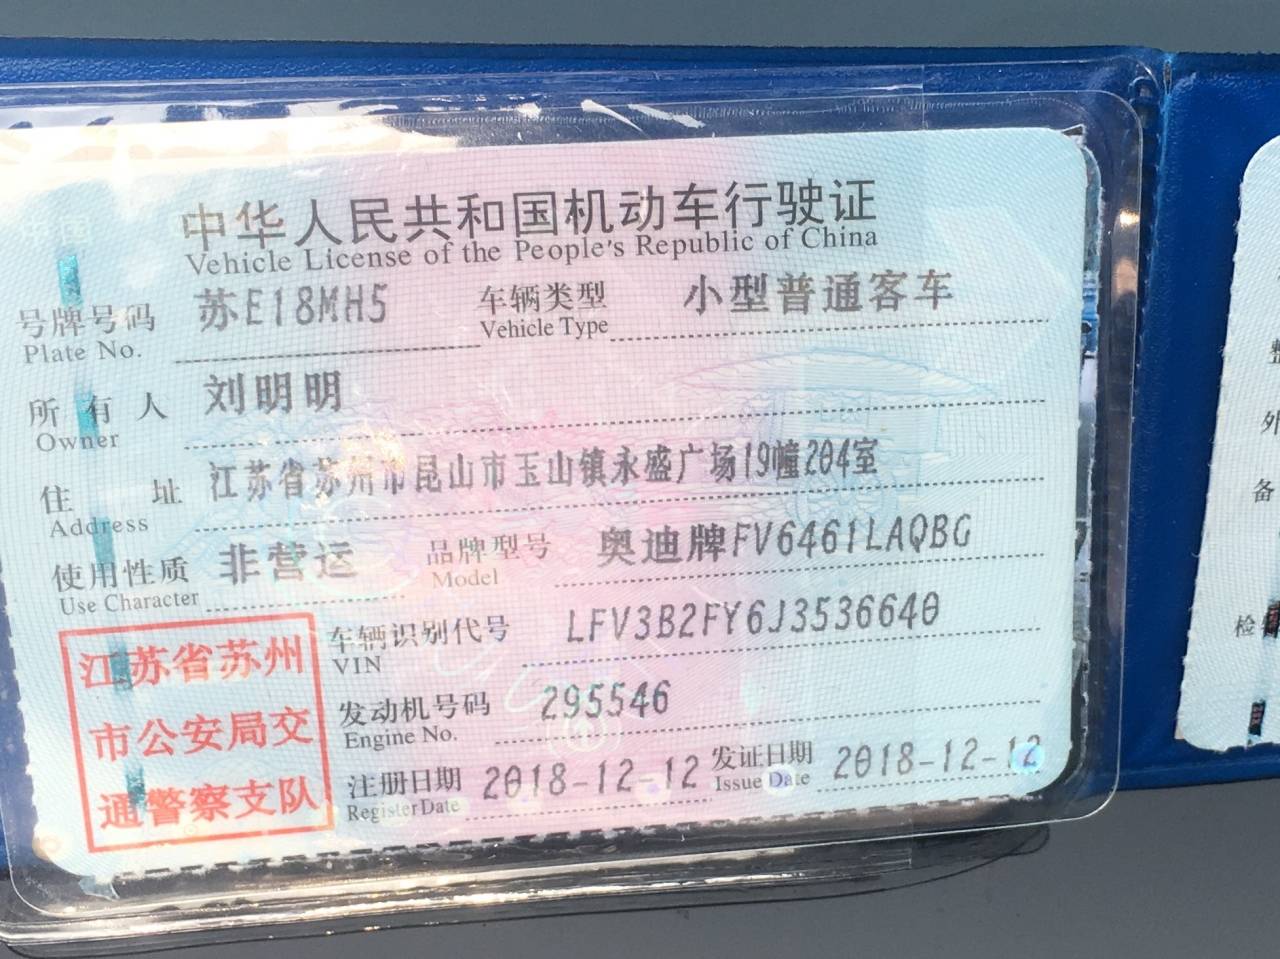 中华人民共和国机动车行驶证
Vehicle License of the People's Republic of China
号牌号码 苏E18MH5 车辆类型 小型普通客车
Plate No. Vehicle Type
所有人 刘明明
Owner
住址 江苏省苏州市昆山市玉山镇永盛广场19幢204室
Address
使用性质 非营运 品牌型号 奥迪牌FV6461LAQBG
Use Character Model
车辆识别代号 LFV3B2FY6J3536640
VIN
发动机号码 295546
Engine No.
注册日期 2018-12-12 发证日期 2018-12-12
Register Date Issue Date
江苏省苏州
市公安局交
通警察支队
整
外
备
检